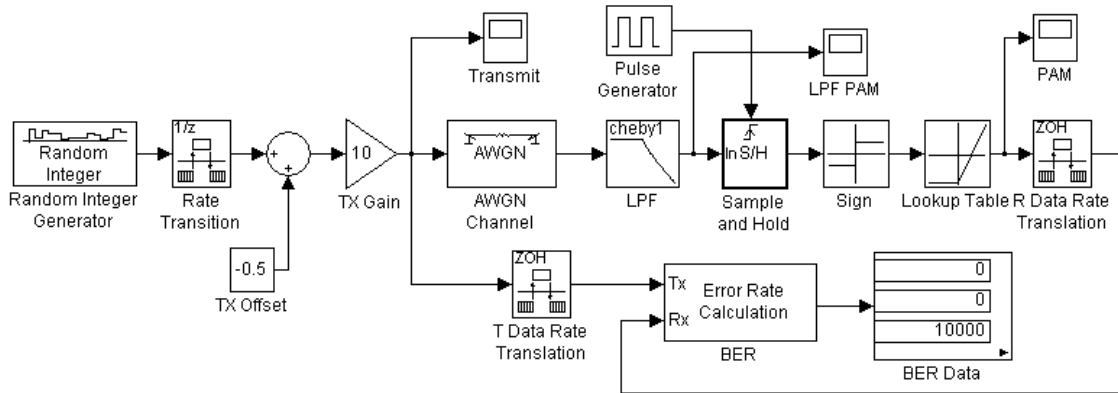 Transmit
Pulse
Generator
LPF PAM
PAM
Random
Integer
Random Integer
Generator
1/z
Rate
Transition
+
+
-0.5
TX Offset
10
TX Gain
AWGN
AWGN
Channel
cheby1
LPF
In S/H
Sample
and Hold
Sign
Lookup Table
ZOH
R Data Rate
Translation
ZOH
T Data Rate
Translation
Tx
Rx
Error Rate
Calculation
BER
0
0
10000
BER Data